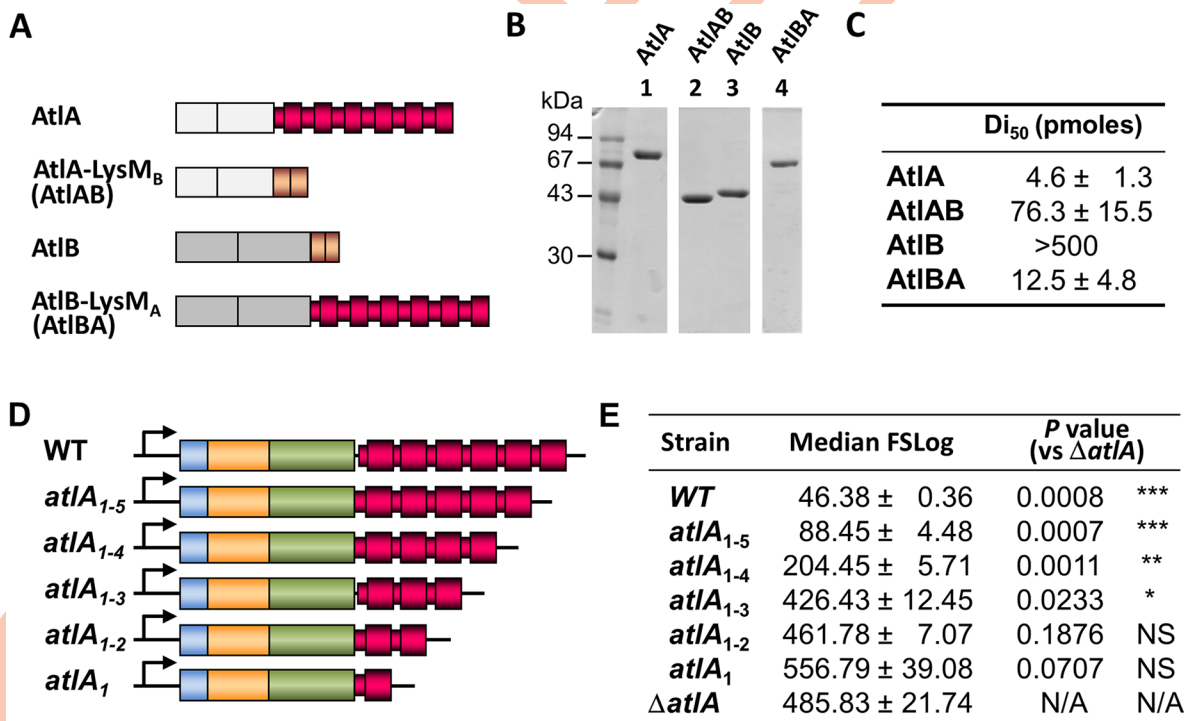 A
AtlA
AtlA-LysMB
(AtlAB)
AtlB
AtlB-LysMA
(AtlBA)
B
AtlA
AtlAB
AtlB
AtlBA
1 2 3 4
kDa
94
67
43
30
C
Di50 (pmoles)
AtlA 4.6 ± 1.3
AtlAB 76.3 ± 15.5
AtlB >500
AtlBA 12.5 ± 4.8
D
WT
atlA1-5
atlA1-4
atlA1-3
atlA1-2
atlA1
E
Strain Median FSLog P value
(vs ΔatlA)
WT 46.38 ± 0.36 0.0008 ***
atlA1-5 88.45 ± 4.48 0.0007 ***
atlA1-4 204.45 ± 5.71 0.0011 **
atlA1-3 426.43 ± 12.45 0.0233 *
atlA1-2 461.78 ± 7.07 0.1876 NS
atlA1 556.79 ± 39.08 0.0707 NS
ΔatlA 485.83 ± 21.74 N/A N/A